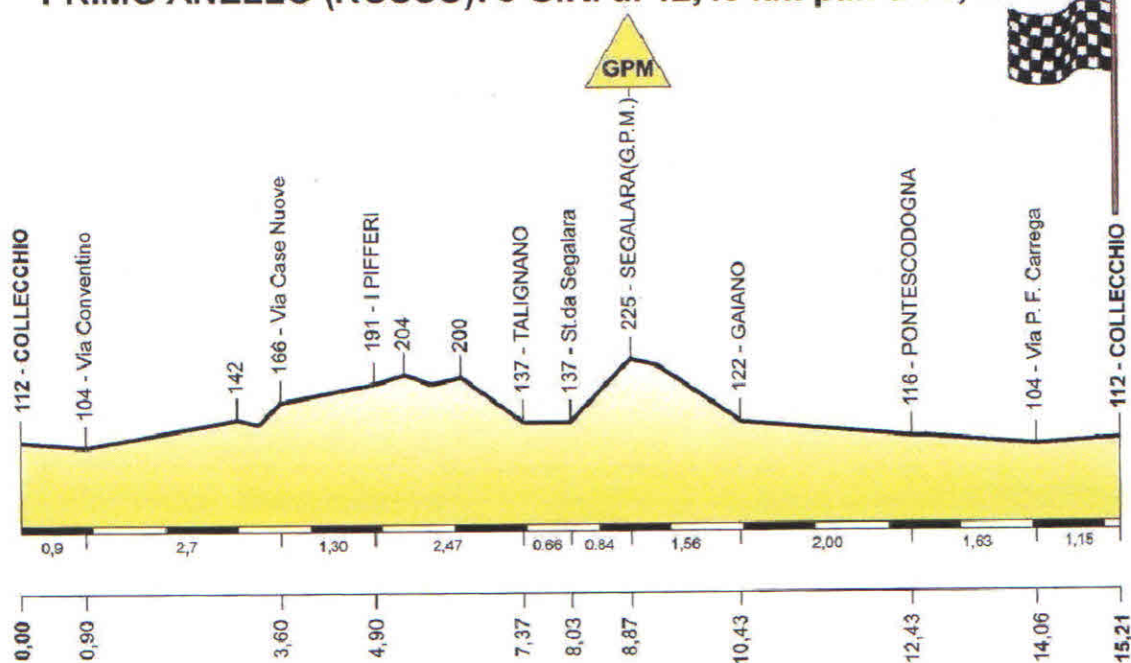 GPM
112 - COLLECCHIO
104 - Via Conventino
142
166 - Via Case Nuove
191 - I PIFFERI
204
200
137 - TALIGNANO
137 - St.da Segalara
225 - SEGALARA(G.P.M.)
122 - GAIANO
116 - PONTESCODOGNA
104 - Via P. F. Carrega
112 - COLLECCHIO
0,9 2,7 1,30 2,47 0.66 0.84 1,56 2,00 1,63 1,15
0,00 0,90 3,60 4,90 7,37 8,03 8,87 10,43 12,43 14,06 15,21